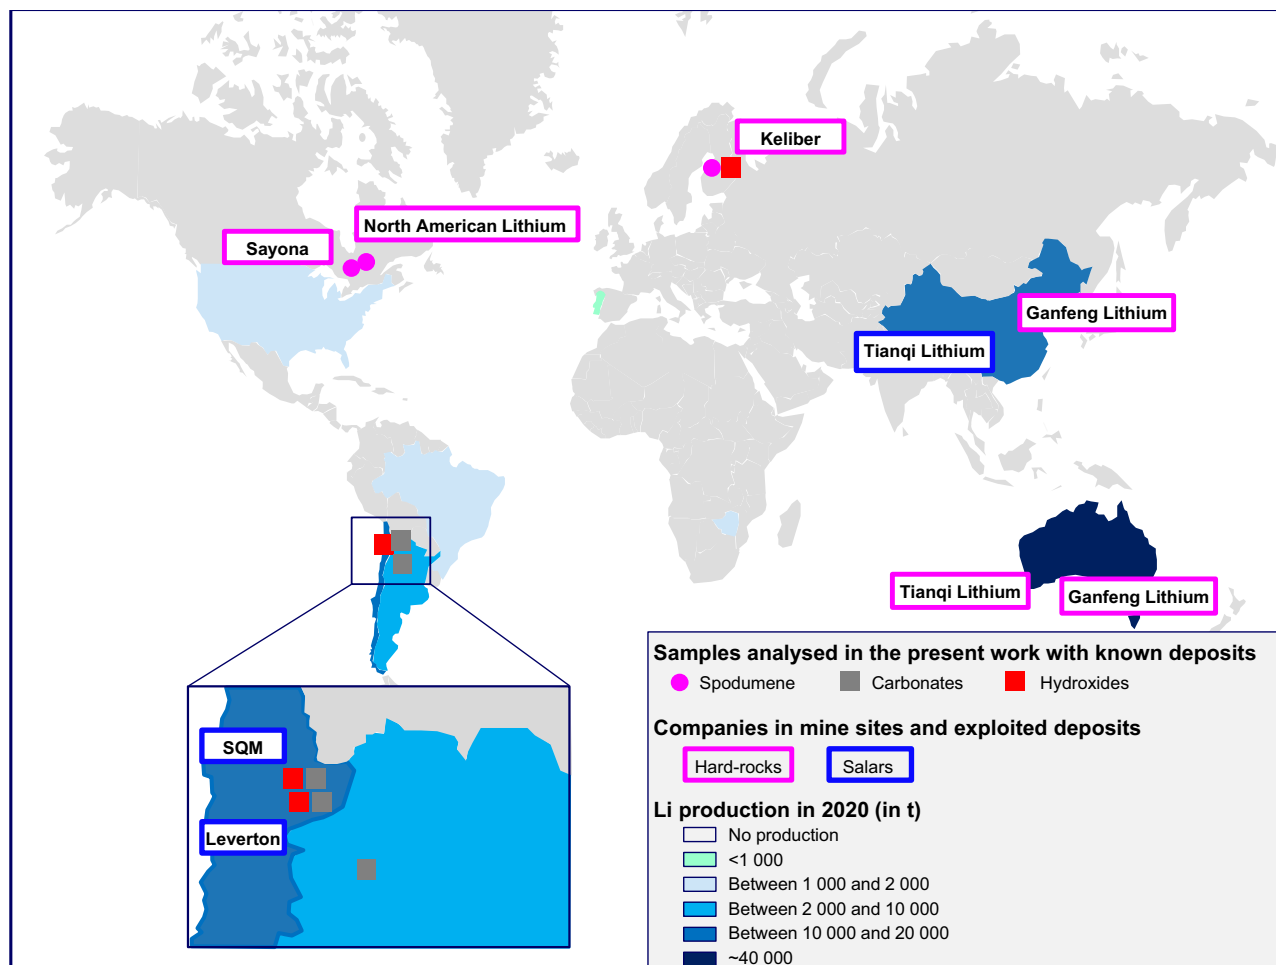 Keliber
North American Lithium
Sayona
Ganfeng Lithium
Tianqi Lithium
Tianqi Lithium
Ganfeng Lithium
SQM
Leverton
Samples analysed in the present work with known deposits
Spodumene Carbonates Hydroxides
Companies in mine sites and exploited deposits
Hard-rocks Salars
Li production in 2020 (in t)
No production
<1 000
Between 1 000 and 2 000
Between 2 000 and 10 000
Between 10 000 and 20 000
~40 000